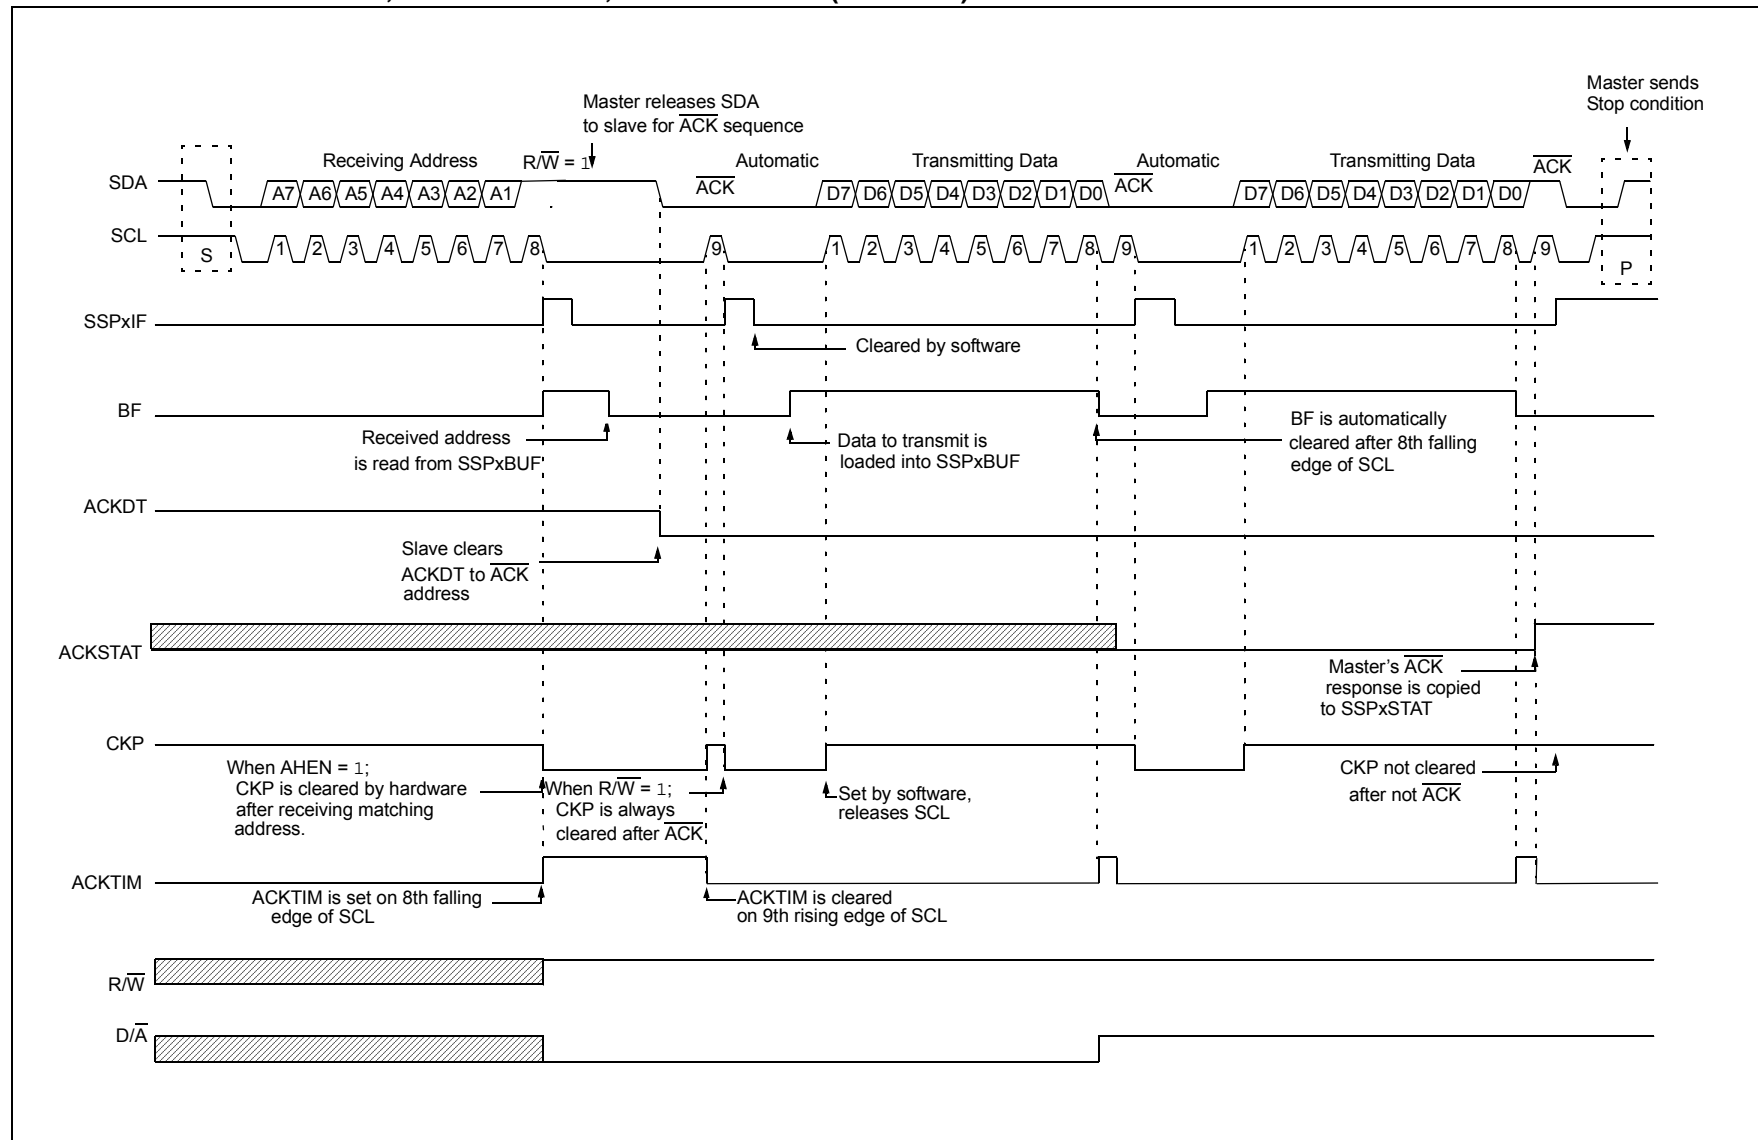 Master sends
Stop condition
Master releases SDA
to slave for A̅C̅K̅ sequence
Receiving Address
R/W̅ = 1
Automatic
Transmitting Data
Automatic
Transmitting Data
A̅C̅K̅
SDA
A7 A6 A5 A4 A3 A2 A1
A̅C̅K̅
D7 D6 D5 D4 D3 D2 D1 D0
A̅C̅K̅
D7 D6 D5 D4 D3 D2 D1 D0
SCL
S
1 2 3 4 5 6 7 8 9
1 2 3 4 5 6 7 8 9
1 2 3 4 5 6 7 8 9
P
SSPxIF
Cleared by software
BF
Received address
is read from SSPxBUF
Data to transmit is
loaded into SSPxBUF
BF is automatically
cleared after 8th falling
edge of SCL
ACKDT
Slave clears
ACKDT to A̅C̅K̅
address
ACKSTAT
Master's A̅C̅K̅
response is copied
to SSPxSTAT
CKP
When AHEN = 1;
CKP is cleared by hardware
after receiving matching
address.
When R/W̅ = 1;
CKP is always
cleared after A̅C̅K̅
Set by software,
releases SCL
CKP not cleared
after not A̅C̅K̅
ACKTIM
ACKTIM is set on 8th falling
edge of SCL
ACKTIM is cleared
on 9th rising edge of SCL
R/W̅
D/A̅